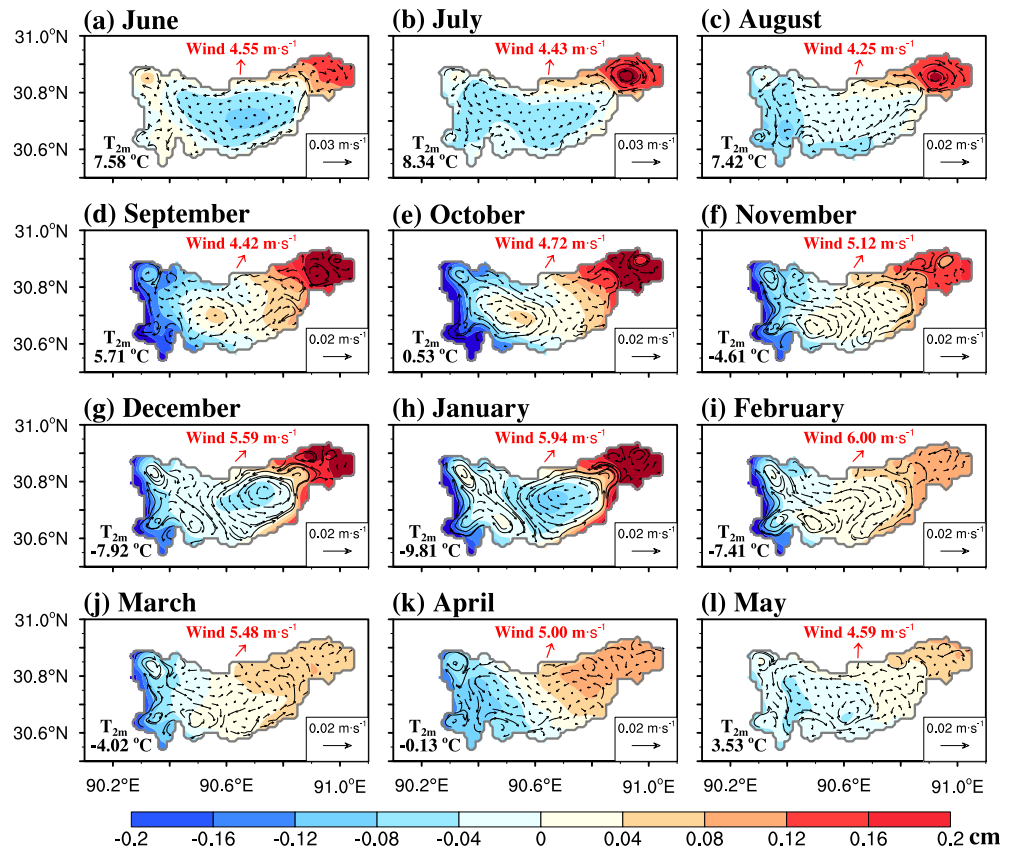 (a) June
(b) July
(c) August
31.0°N
30.8°N
30.6°N
Wind 4.55 m·s⁻¹
T2m
7.58 °C
0.03 m·s⁻¹
Wind 4.43 m·s⁻¹
T2m
8.34 °C
0.03 m·s⁻¹
Wind 4.25 m·s⁻¹
T2m
7.42 °C
0.02 m·s⁻¹
(d) September
(e) October
(f) November
31.0°N
30.8°N
30.6°N
Wind 4.42 m·s⁻¹
T2m
5.71 °C
0.02 m·s⁻¹
Wind 4.72 m·s⁻¹
T2m
0.53 °C
0.02 m·s⁻¹
Wind 5.12 m·s⁻¹
T2m
-4.61 °C
0.02 m·s⁻¹
(g) December
(h) January
(i) February
31.0°N
30.8°N
30.6°N
Wind 5.59 m·s⁻¹
T2m
-7.92 °C
0.02 m·s⁻¹
Wind 5.94 m·s⁻¹
T2m
-9.81 °C
0.02 m·s⁻¹
Wind 6.00 m·s⁻¹
T2m
-7.41 °C
0.02 m·s⁻¹
(j) March
(k) April
(l) May
31.0°N
30.8°N
30.6°N
Wind 5.48 m·s⁻¹
T2m
-4.02 °C
0.02 m·s⁻¹
Wind 5.00 m·s⁻¹
T2m
-0.13 °C
0.02 m·s⁻¹
Wind 4.59 m·s⁻¹
T2m
3.53 °C
0.02 m·s⁻¹
90.2°E 90.6°E 91.0°E 90.2°E 90.6°E 91.0°E 90.2°E 90.6°E 91.0°E
-0.2 -0.16 -0.12 -0.08 -0.04 0 0.04 0.08 0.12 0.16 0.2 cm